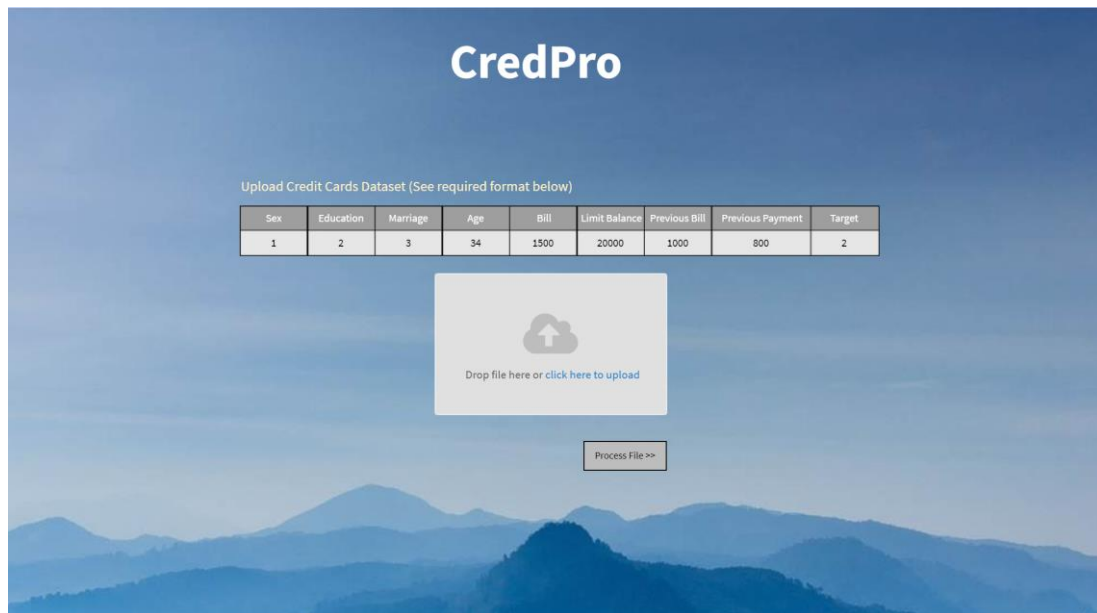 CredPro
Upload Credit Cards Dataset (See required format below)
Sex Education Marriage Age Bill Limit Balance Previous Bill Previous Payment Target
1 2 3 34 1500 20000 1000 800 2
Drop file here or click here to upload
Process File >>